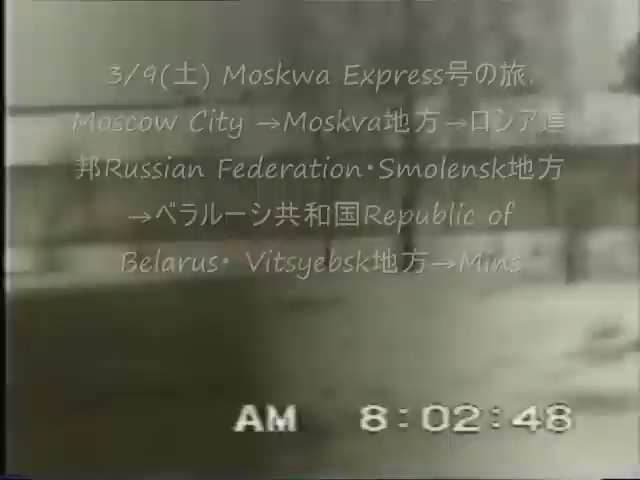 3/9(土) Moskwa Express号の旅.
Moscow City →Moskva地方→ロシア連
邦Russian Federation･Smolensk地方
→ベラルーシ共和国Republic of
Belarus･ Vitsyebsk地方→Mins
AM 8:02:48